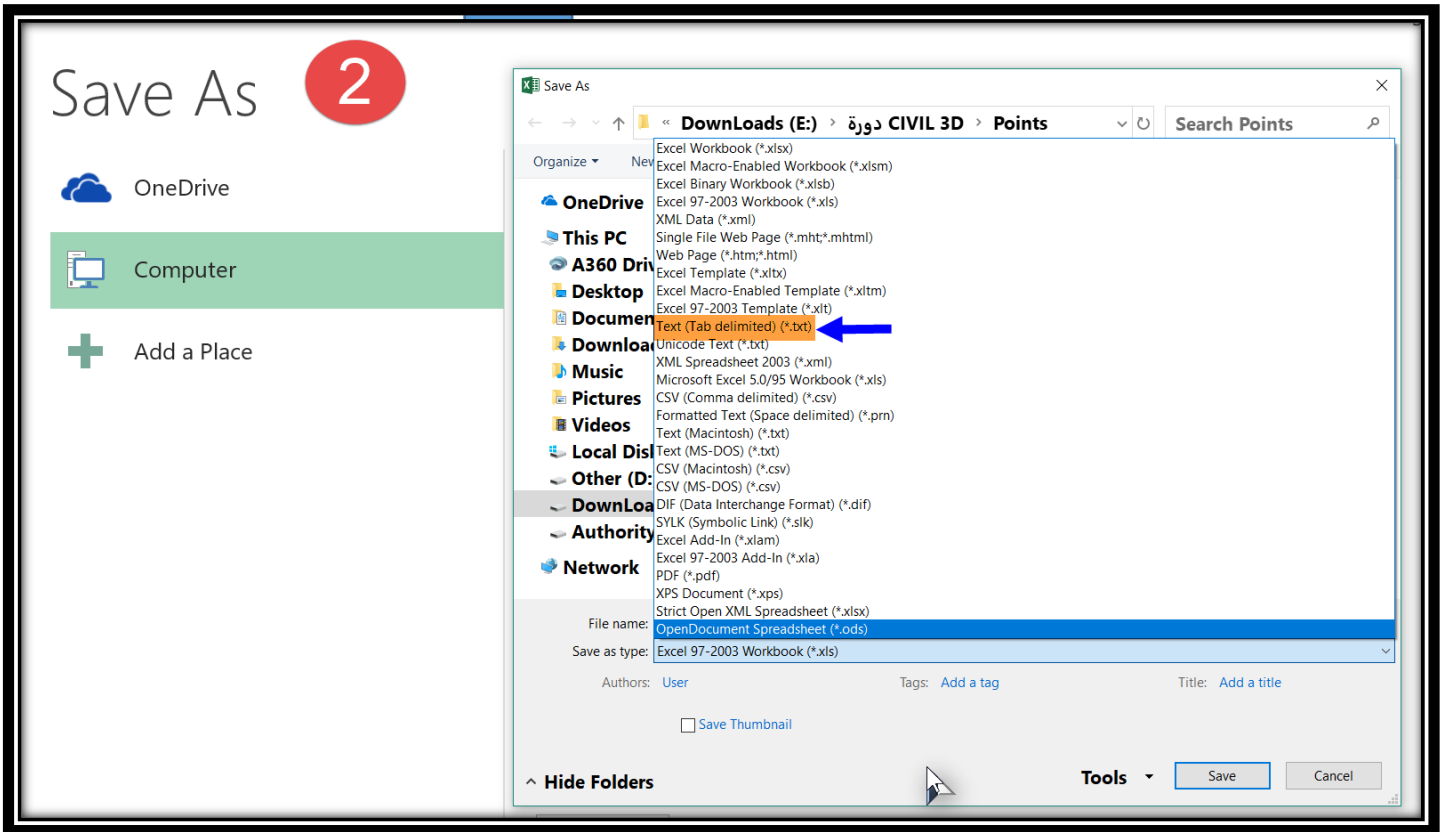 Save As
2
OneDrive
Computer
Add a Place
Save As
« DownLoads (E:) › دورة CIVIL 3D › Points
Search Points
Organize
OneDrive
This PC
Desktop
Music
Pictures
Videos
Other (D:
Authority
Network
Excel Workbook (*.xlsx)
Excel Macro-Enabled Workbook (*.xlsm)
Excel Binary Workbook (*.xlsb)
Excel 97-2003 Workbook (*.xls)
XML Data (*.xml)
Single File Web Page (*.mht;*.mhtml)
Web Page (*.htm;*.html)
Excel Template (*.xltx)
Excel Macro-Enabled Template (*.xltm)
Excel 97-2003 Template (*.xlt)
Text (Tab delimited) (*.txt)
Unicode Text (*.txt)
XML Spreadsheet 2003 (*.xml)
Microsoft Excel 5.0/95 Workbook (*.xls)
CSV (Comma delimited) (*.csv)
Formatted Text (Space delimited) (*.prn)
Text (Macintosh) (*.txt)
Text (MS-DOS) (*.txt)
CSV (Macintosh) (*.csv)
CSV (MS-DOS) (*.csv)
DIF (Data Interchange Format) (*.dif)
SYLK (Symbolic Link) (*.slk)
Excel Add-In (*.xlam)
Excel 97-2003 Add-In (*.xla)
PDF (*.pdf)
XPS Document (*.xps)
Strict Open XML Spreadsheet (*.xlsx)
OpenDocument Spreadsheet (*.ods)
File name:
Save as type: Excel 97-2003 Workbook (*.xls)
Authors: User
Tags: Add a tag
Title: Add a title
Save Thumbnail
Hide Folders
Tools
Save
Cancel